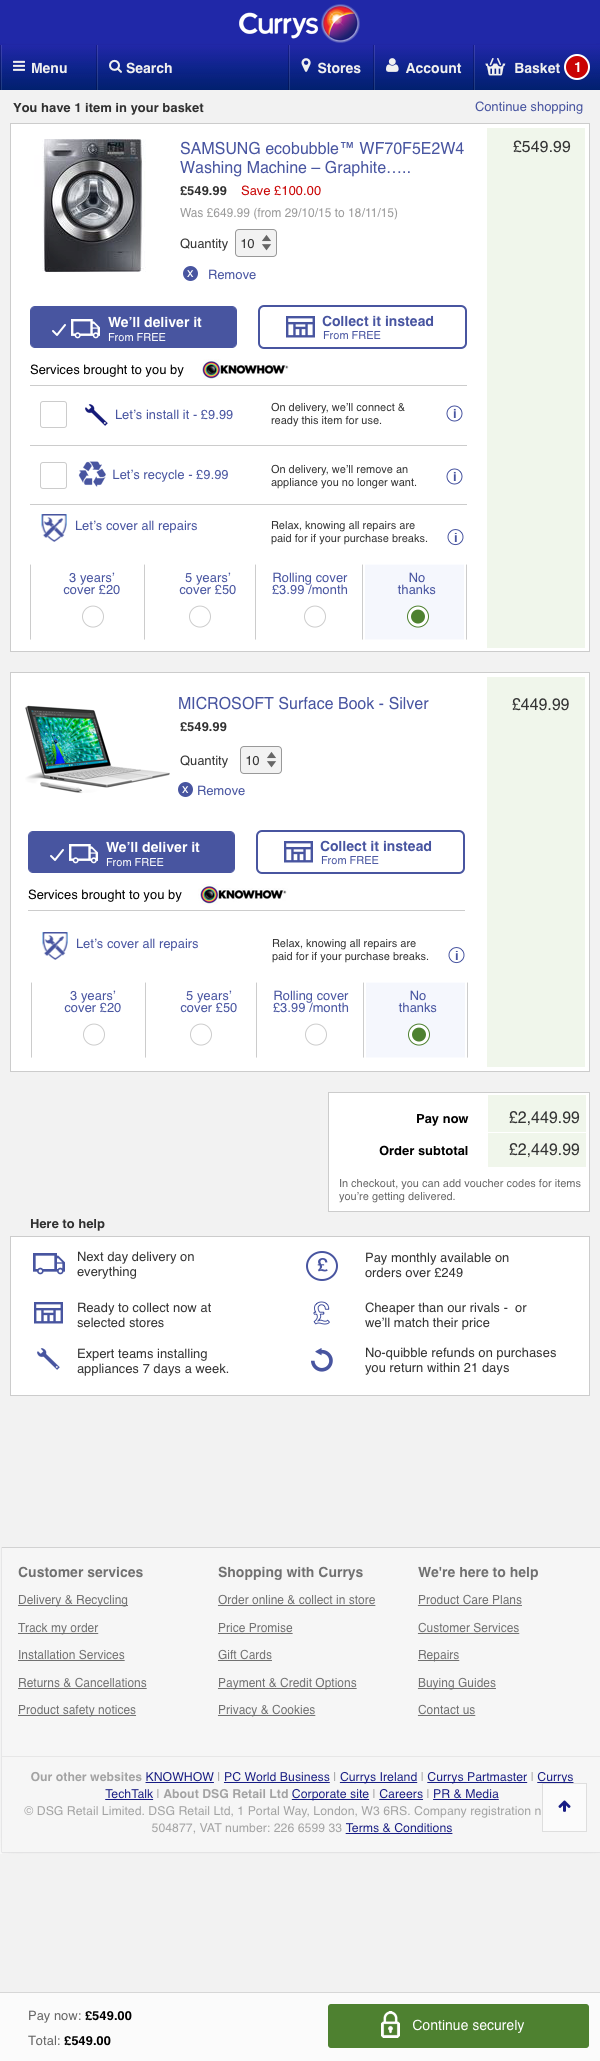 Currys
Menu
Search
Stores
Account
Basket 1
You have 1 item in your basket
Continue shopping
SAMSUNG ecobubble™ WF70F5E2W4
Washing Machine – Graphite…..
£549.99
£549.99 Save £100.00
Was £649.99 (from 29/10/15 to 18/11/15)
Quantity 10
x Remove
We’ll deliver it
From FREE
Collect it instead
From FREE
Services brought to you by KNOWHOW
Let’s install it - £9.99
On delivery, we’ll connect &
ready this item for use.
i
Let’s recycle - £9.99
On delivery, we’ll remove an
appliance you no longer want.
i
Let’s cover all repairs
Relax, knowing all repairs are
paid for if your purchase breaks.
i
3 years’
cover £20
5 years’
cover £50
Rolling cover
£3.99 /month
No
thanks
MICROSOFT Surface Book - Silver
£449.99
£549.99
Quantity 10
x Remove
We’ll deliver it
From FREE
Collect it instead
From FREE
Services brought to you by KNOWHOW
Let’s cover all repairs
Relax, knowing all repairs are
paid for if your purchase breaks.
i
3 years’
cover £20
5 years’
cover £50
Rolling cover
£3.99 /month
No
thanks
Pay now £2,449.99
Order subtotal £2,449.99
In checkout, you can add voucher codes for items
you’re getting delivered.
Here to help
Next day delivery on
everything
£
Pay monthly available on
orders over £249
Ready to collect now at
selected stores
£
Cheaper than our rivals - or
we’ll match their price
Expert teams installing
appliances 7 days a week.
No-quibble refunds on purchases
you return within 21 days
Customer services
Delivery & Recycling
Track my order
Installation Services
Returns & Cancellations
Product safety notices
Shopping with Currys
Order online & collect in store
Price Promise
Gift Cards
Payment & Credit Options
Privacy & Cookies
We're here to help
Product Care Plans
Customer Services
Repairs
Buying Guides
Contact us
Our other websites KNOWHOW | PC World Business | Currys Ireland | Currys Partmaster | Currys
TechTalk | About DSG Retail Ltd Corporate site | Careers | PR & Media
© DSG Retail Limited. DSG Retail Ltd, 1 Portal Way, London, W3 6RS. Company registration n
504877, VAT number: 226 6599 33 Terms & Conditions
Pay now: £549.00
Total: £549.00
Continue securely